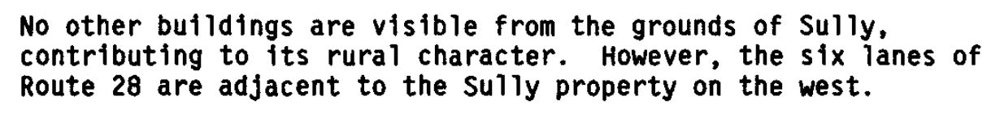 No other buildings are visible from the grounds of Sully,
contributing to its rural character.  However, the six lanes of
Route 28 are adjacent to the Sully property on the west.